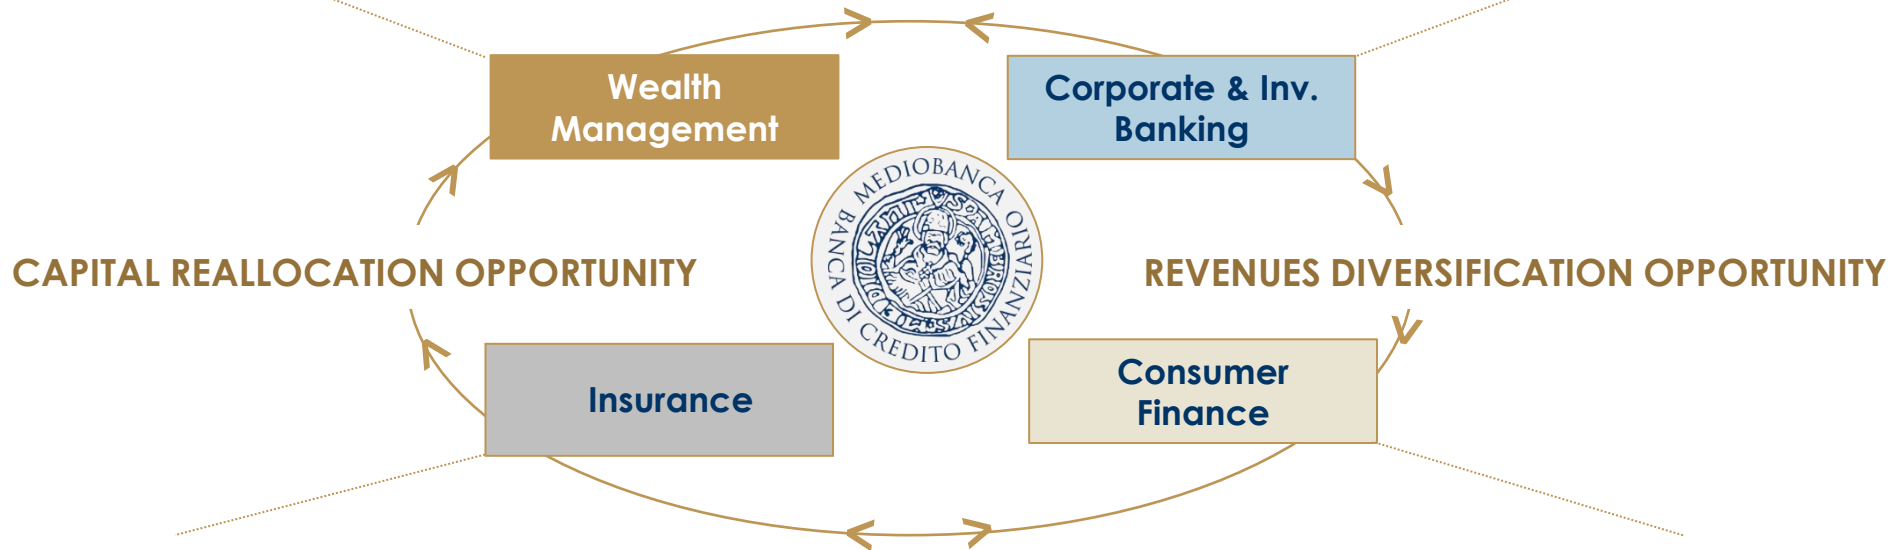 Wealth
Management
Corporate & Inv.
Banking
MEDIOBANCA
BANCA DI CREDITO FINANZIARIO
CAPITAL REALLOCATION OPPORTUNITY
REVENUES DIVERSIFICATION OPPORTUNITY
Insurance
Consumer
Finance